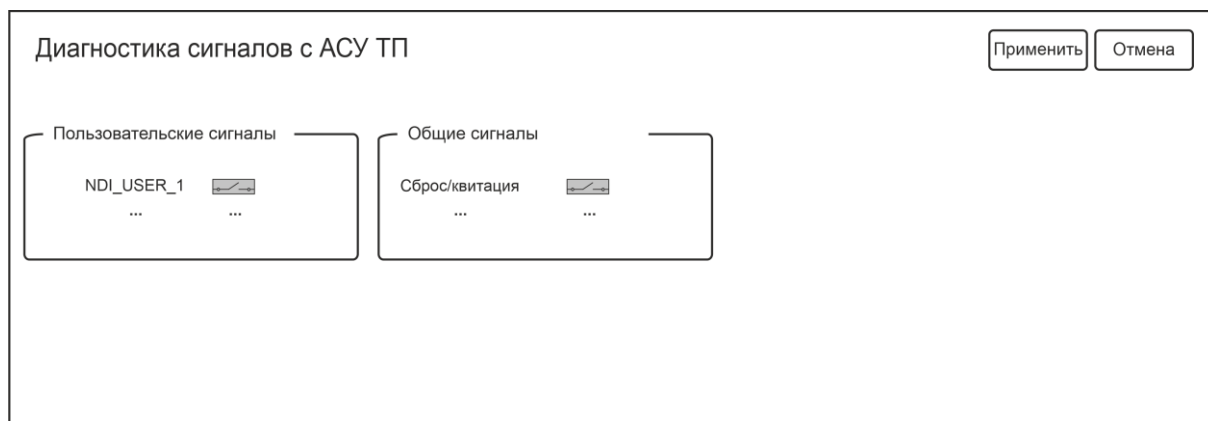 Диагностика сигналов с АСУ ТП
Применить
Отмена
Пользовательские сигналы
NDI_USER_1
... ...
Общие сигналы
Сброс/квитация
... ...